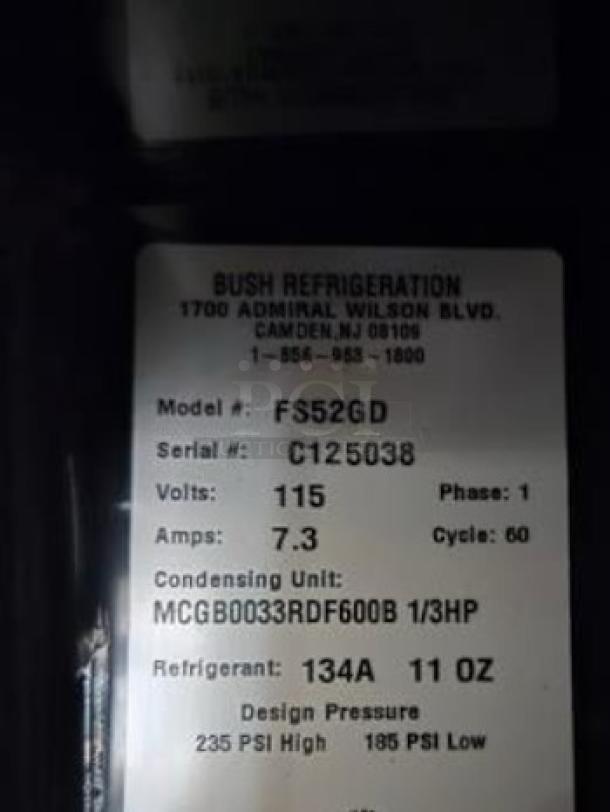 BUSH REFRIGERATION
1700 ADMIRAL WILSON BLVD.
CAMDEN, NJ 08109
1-856-963-1800
Model #: FS52GD
Serial #: C125038
Volts: 115 Phase: 1
Amps: 7.3 Cycle: 60
Condensing Unit:
MCGB0033RDF600B 1/3HP
Refrigerant: 134A 11 OZ
Design Pressure
235 PSI High 185 PSI Low